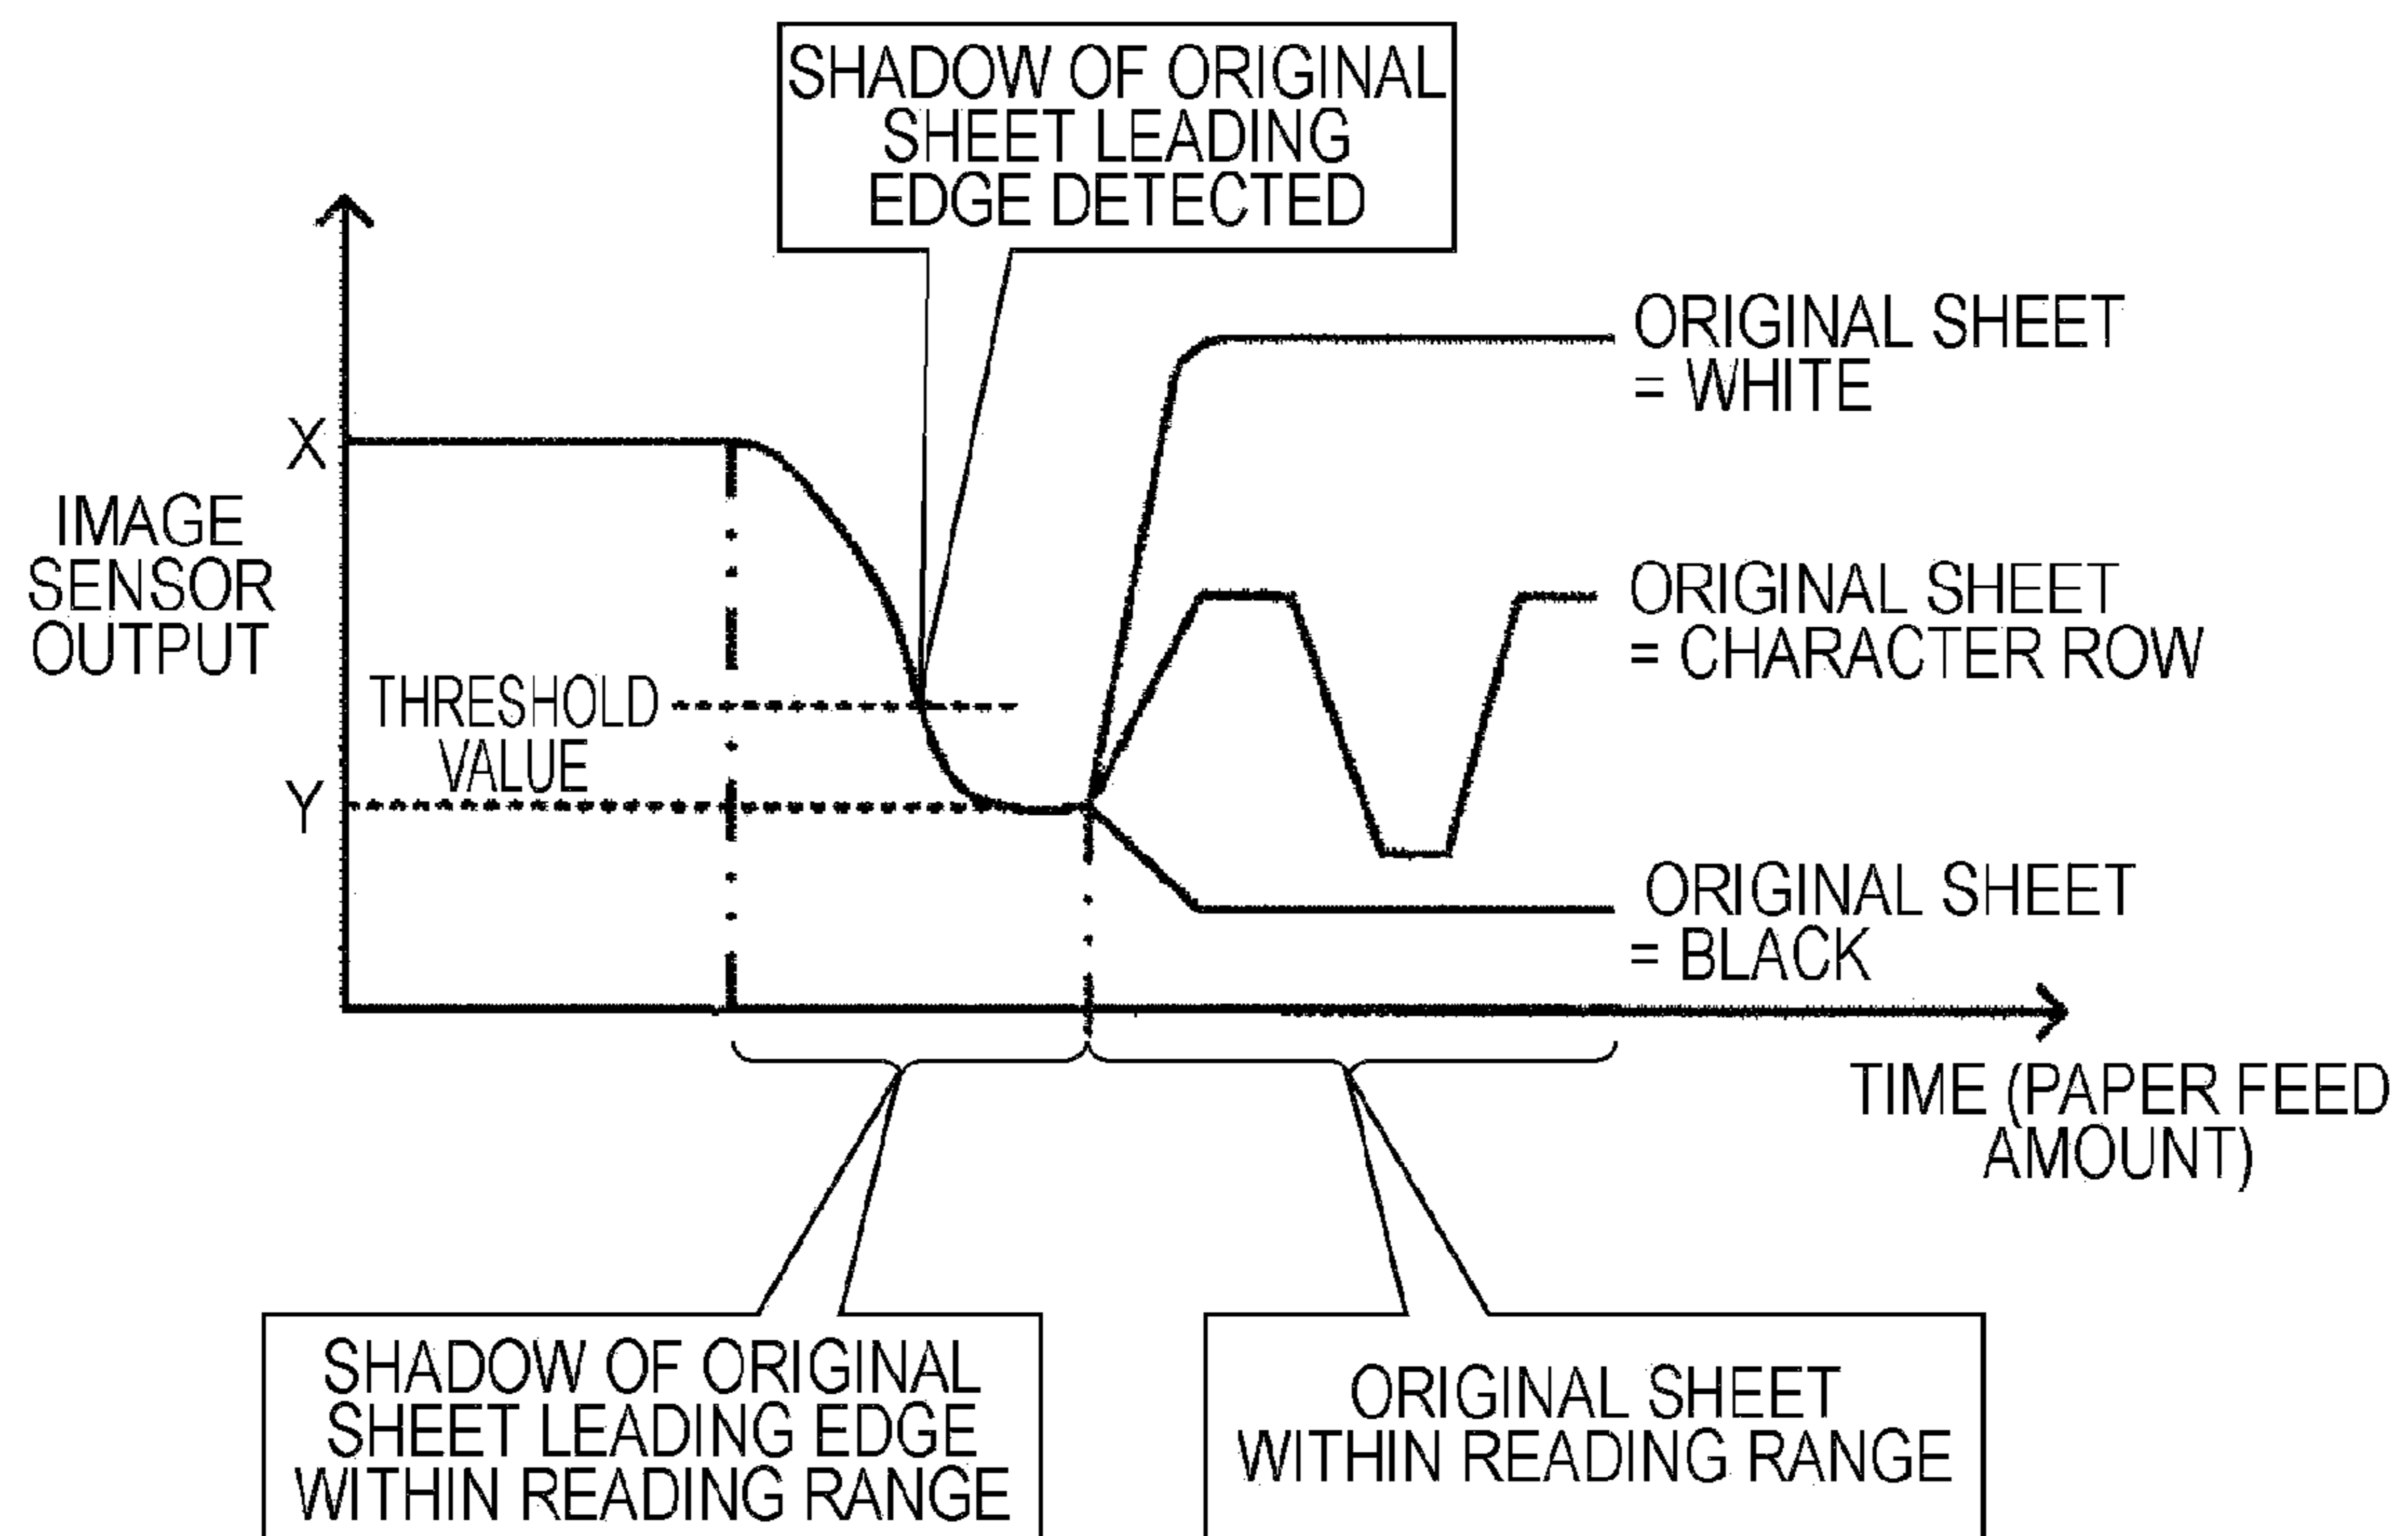 SHADOW OF ORIGINAL
SHEET LEADING
EDGE DETECTED
ORIGINAL SHEET
= WHITE
X
IMAGE
SENSOR
OUTPUT
ORIGINAL SHEET
= CHARACTER ROW
THRESHOLD
VALUE
Y
ORIGINAL SHEET
= BLACK
TIME (PAPER FEED
AMOUNT)
SHADOW OF ORIGINAL
SHEET LEADING EDGE
WITHIN READING RANGE
ORIGINAL SHEET
WITHIN READING RANGE